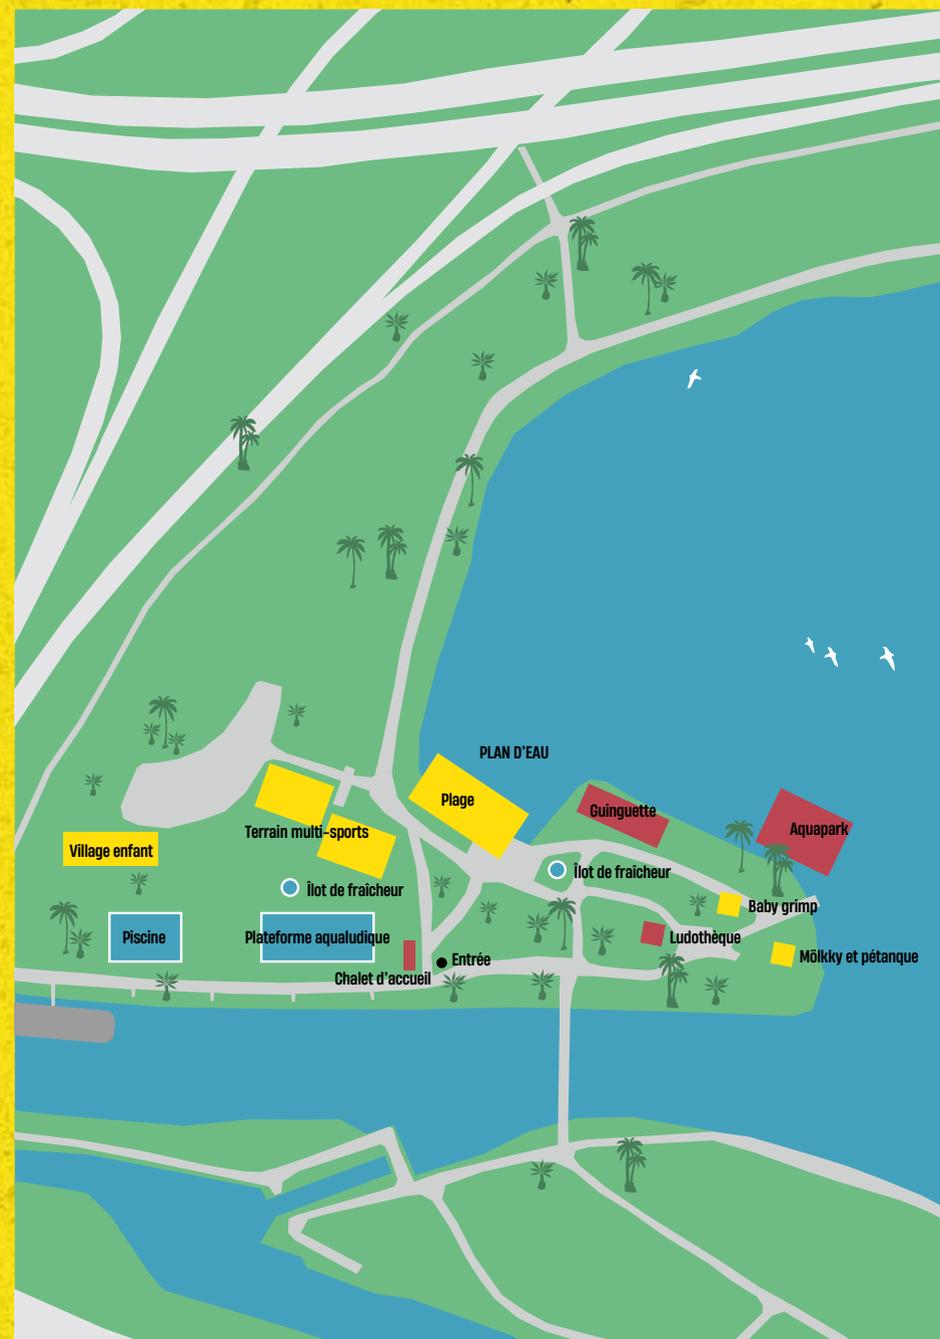 PLAN D'EAU
Plage
Guinguette
Aquapark
Terrain multi-sports
Village enfant
Îlot de fraîcheur
Îlot de fraîcheur
Baby grimp
Piscine
Plateforme aqualudique
Ludothèque
Entrée
Mölkky et pétanque
Chalet d'accueil